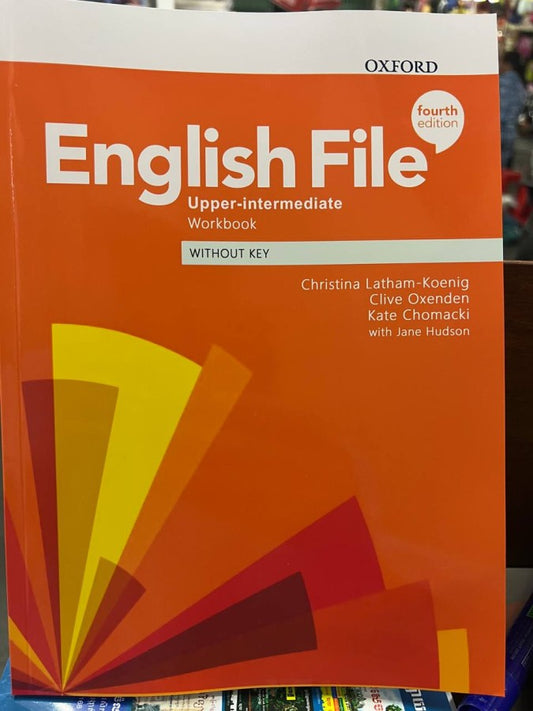 OXFORD
fourth
edition
English File
Upper-intermediate
Workbook
WITHOUT KEY
Christina Latham-Koenig
Clive Oxenden
Kate Chomacki
with Jane Hudson